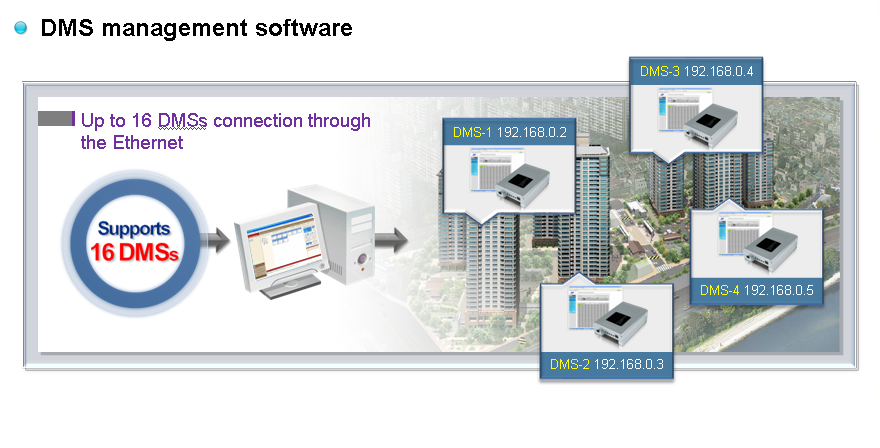 DMS management software
Up to 16 DMSs connection through
the Ethernet
Supports
16 DMSs
DMS-1 192.168.0.2
DMS-3 192.168.0.4
DMS-4 192.168.0.5
DMS-2 192.168.0.3